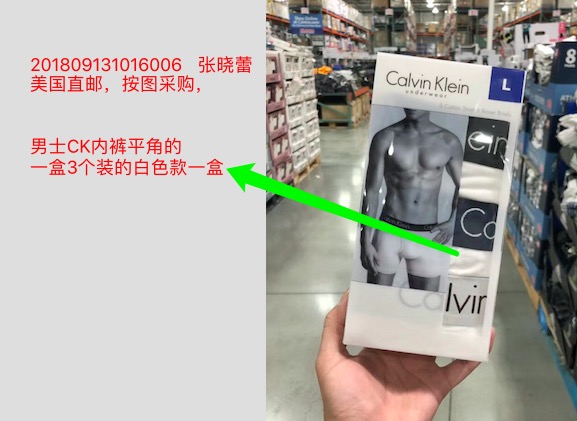 201809131016006 张晓蕾
美国直邮，按图采购，
男士CK内裤平角的
一盒3个装的白色款一盒
Calvin Klein
underwear
L
ein
Ca
Calvin